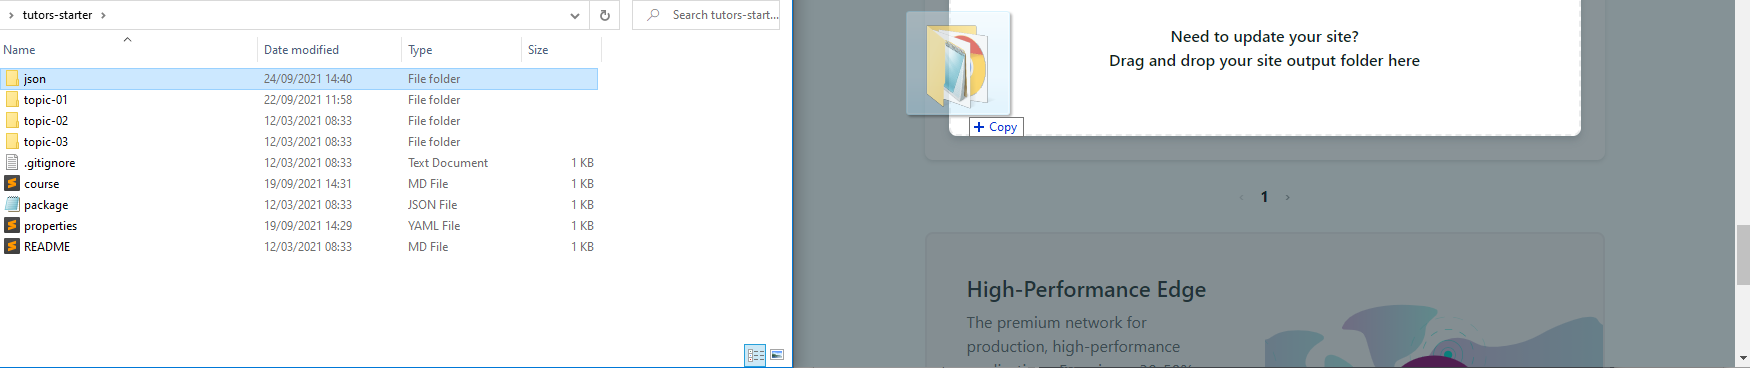 tutors-starter
Search tutors-start...
Name Date modified Type Size
json 24/09/2021 14:40 File folder
topic-01 22/09/2021 11:58 File folder
topic-02 12/03/2021 08:33 File folder
topic-03 12/03/2021 08:33 File folder
.gitignore 12/03/2021 08:33 Text Document 1 KB
course 19/09/2021 14:31 MD File 1 KB
package 12/03/2021 08:33 JSON File 1 KB
properties 19/09/2021 14:29 YAML File 1 KB
README 12/03/2021 08:33 MD File 1 KB
Need to update your site?
Drag and drop your site output folder here
Copy
1
High-Performance Edge
The premium network for
production, high-performance